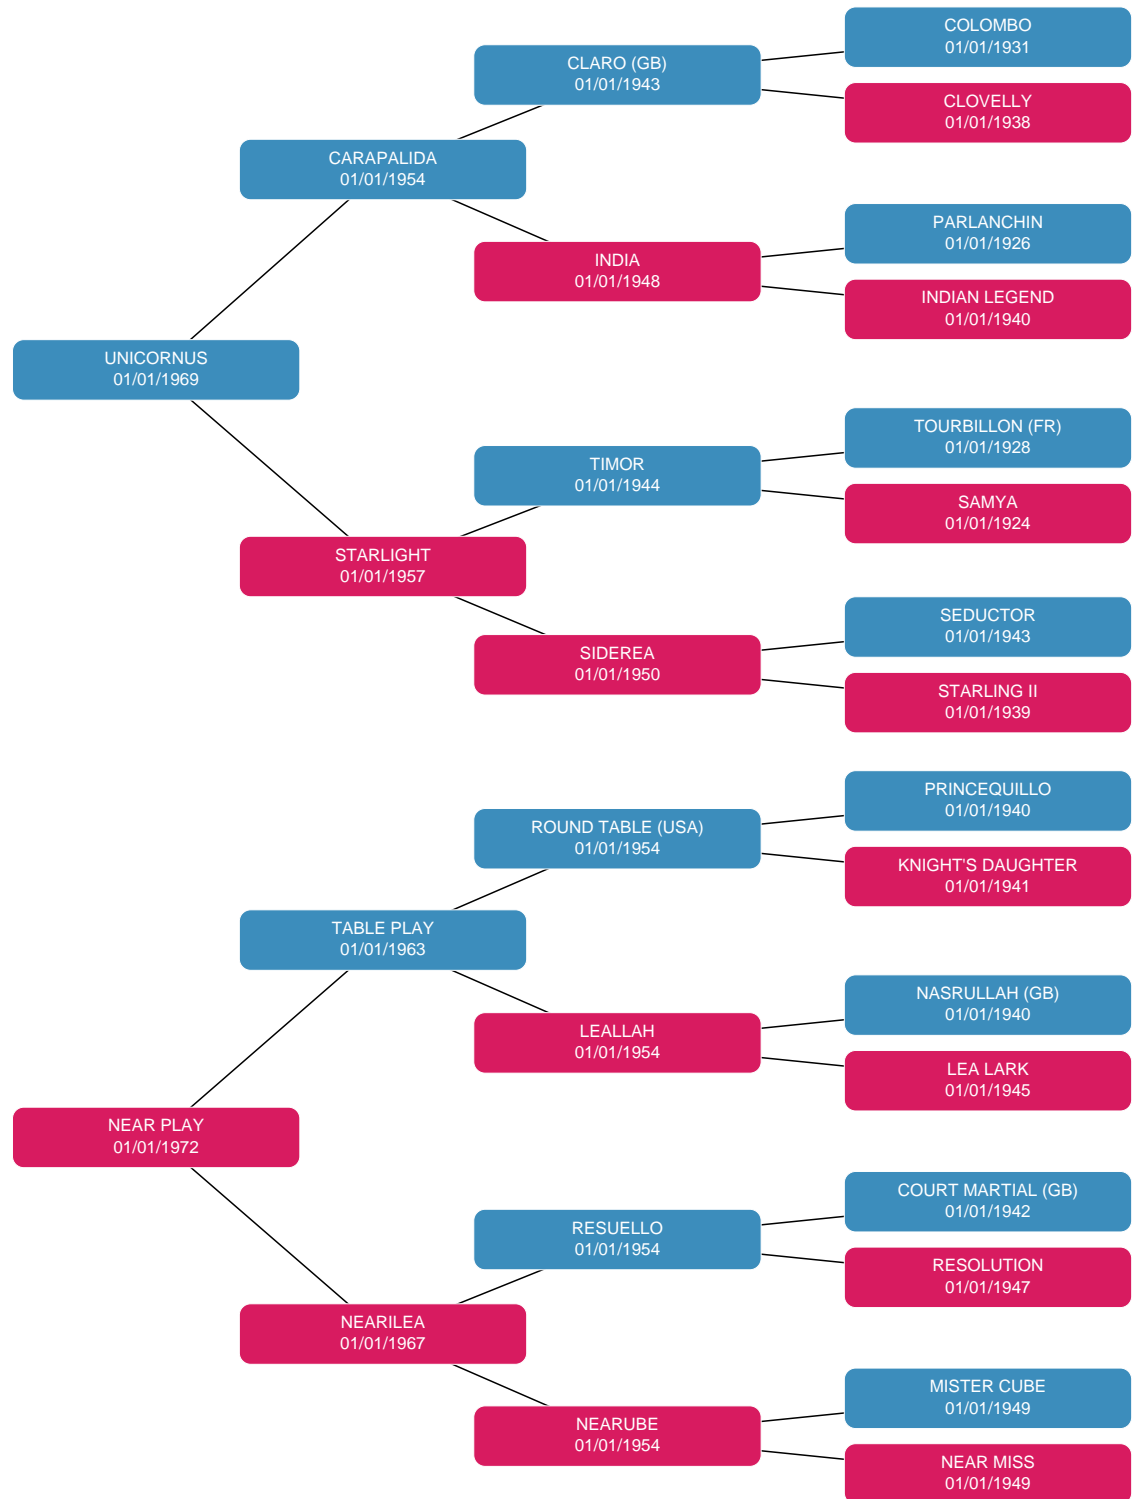 COLOMBO
01/01/1931
CLARO (GB)
01/01/1943
CLOVELLY
01/01/1938
CARAPALIDA
01/01/1954
PARLANCHIN
01/01/1926
INDIA
01/01/1948
INDIAN LEGEND
01/01/1940
UNICORNUS
01/01/1969
TOURBILLON (FR)
01/01/1928
TIMOR
01/01/1944
SAMYA
01/01/1924
STARLIGHT
01/01/1957
SEDUCTOR
01/01/1943
SIDEREA
01/01/1950
STARLING II
01/01/1939
PRINCEQUILLO
01/01/1940
ROUND TABLE (USA)
01/01/1954
KNIGHT'S DAUGHTER
01/01/1941
TABLE PLAY
01/01/1963
NASRULLAH (GB)
01/01/1940
LEALLAH
01/01/1954
LEA LARK
01/01/1945
NEAR PLAY
01/01/1972
COURT MARTIAL (GB)
01/01/1942
RESUELLO
01/01/1954
RESOLUTION
01/01/1947
NEARILEA
01/01/1967
MISTER CUBE
01/01/1949
NEARUBE
01/01/1954
NEAR MISS
01/01/1949